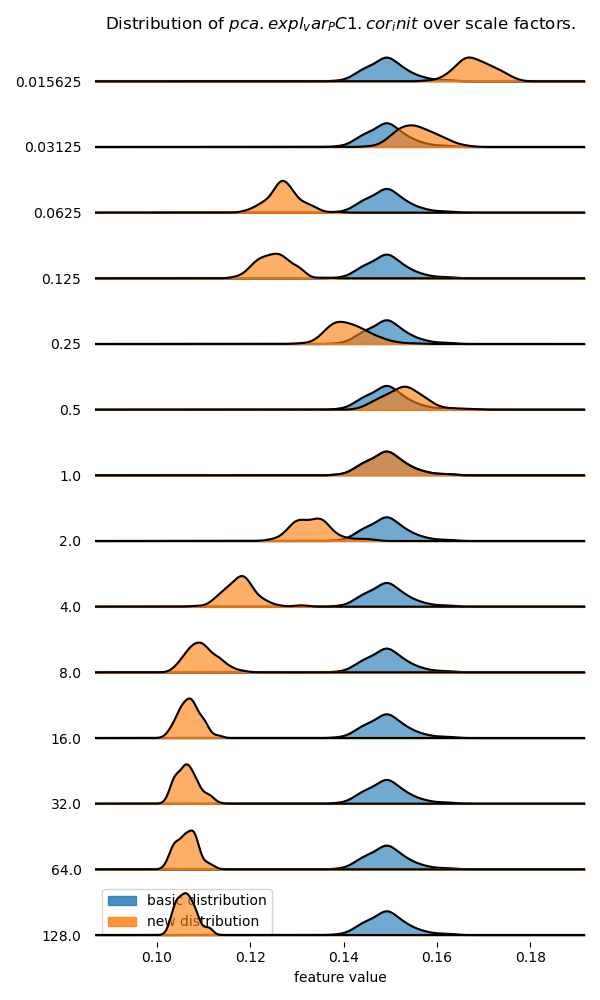 Distribution of pca.expl_var_PC1.cor_init over scale factors.
0.015625
0.03125
0.0625
0.125
0.25
0.5
1.0
2.0
4.0
8.0
16.0
32.0
64.0
128.0
basic distribution
new distribution
0.10 0.12 0.14 0.16 0.18
feature value